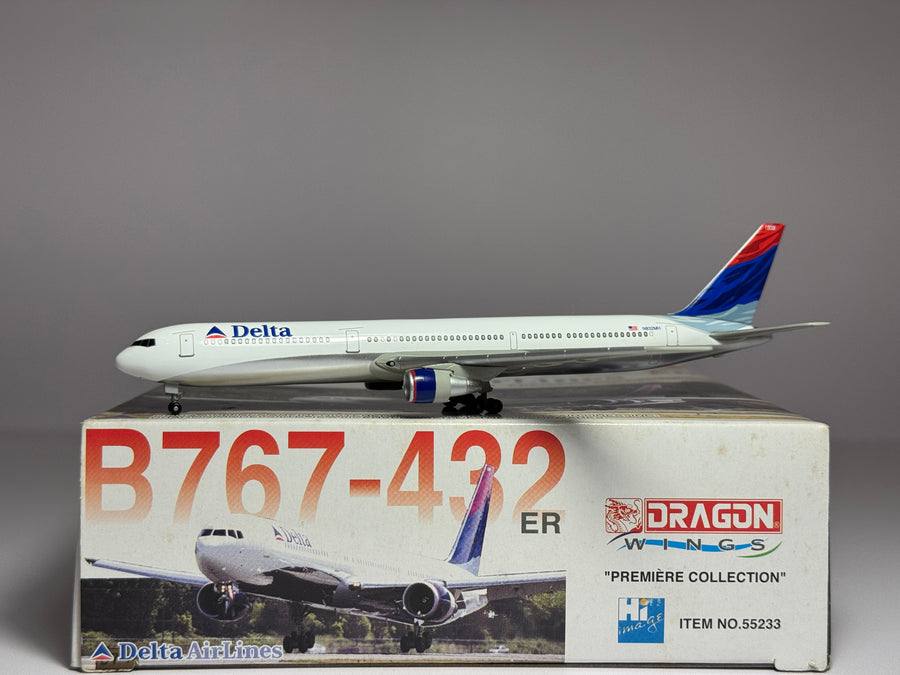 Delta
B767-432
ER
Delta
DRAGON
WINGS
"PREMIÈRE COLLECTION"
Hi
image
ITEM NO.55233
Delta AirLines